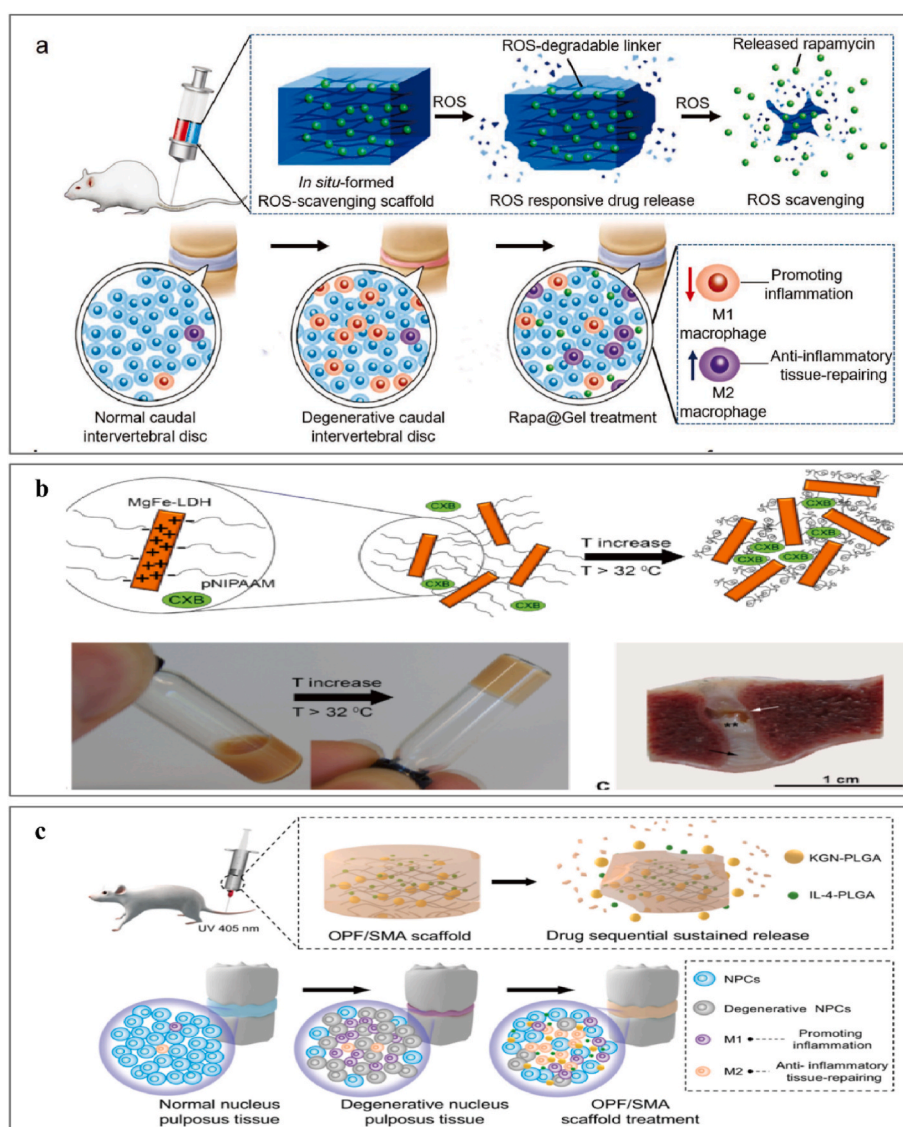 a
ROS-degradable linker
Released rapamycin
ROS
ROS
In situ-formed
ROS-scavenging scaffold
ROS responsive drug release
ROS scavenging
Promoting
inflammation
M1
macrophage
Anti-inflammatory
tissue-repairing
M2
macrophage
Normal caudal
intervertebral disc
Degenerative caudal
intervertebral disc
Rapa@Gel treatment
b
MgFe-LDH
pNIPAAM
CXB
CXB
CXB
CXB
T increase
T > 32 °C
CXB
CXB
CXB
CXB
T increase
T > 32 °C
**
C
1 cm
c
UV 405 nm
OPF/SMA scaffold
Drug sequential sustained release
KGN-PLGA
IL-4-PLGA
NPCs
Degenerative NPCs
M1
Promoting
inflammation
M2
Anti- inflammatory
tissue-repairing
Normal nucleus
pulposus tissue
Degenerative nucleus
pulposus tissue
OPF/SMA
scaffold treatment